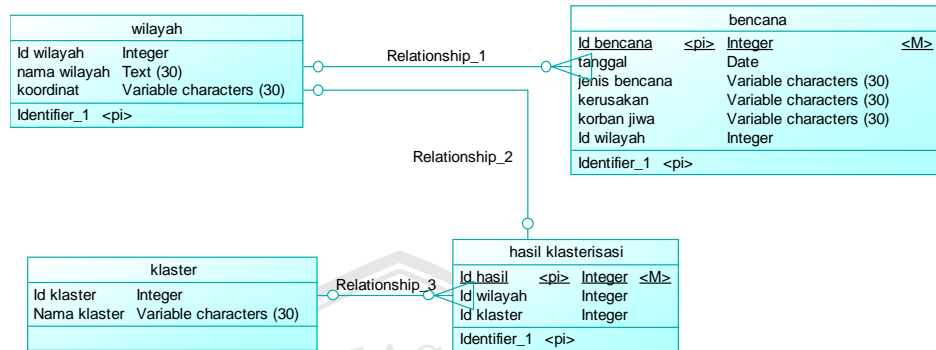 wilayah
Id wilayah Integer
nama wilayah Text (30)
koordinat Variable characters (30)
Identifier_1 <pi>
Relationship_1
bencana
Id bencana <pi> Integer <M>
tanggal Date
jenis bencana Variable characters (30)
kerusakan Variable characters (30)
korban jiwa Variable characters (30)
Id wilayah Integer
Identifier_1 <pi>
Relationship_2
klaster
Id klaster Integer
Nama klaster Variable characters (30)
Relationship_3
hasil klasterisasi
Id hasil <pi> Integer <M>
Id wilayah Integer
Id klaster Integer
Identifier_1 <pi>